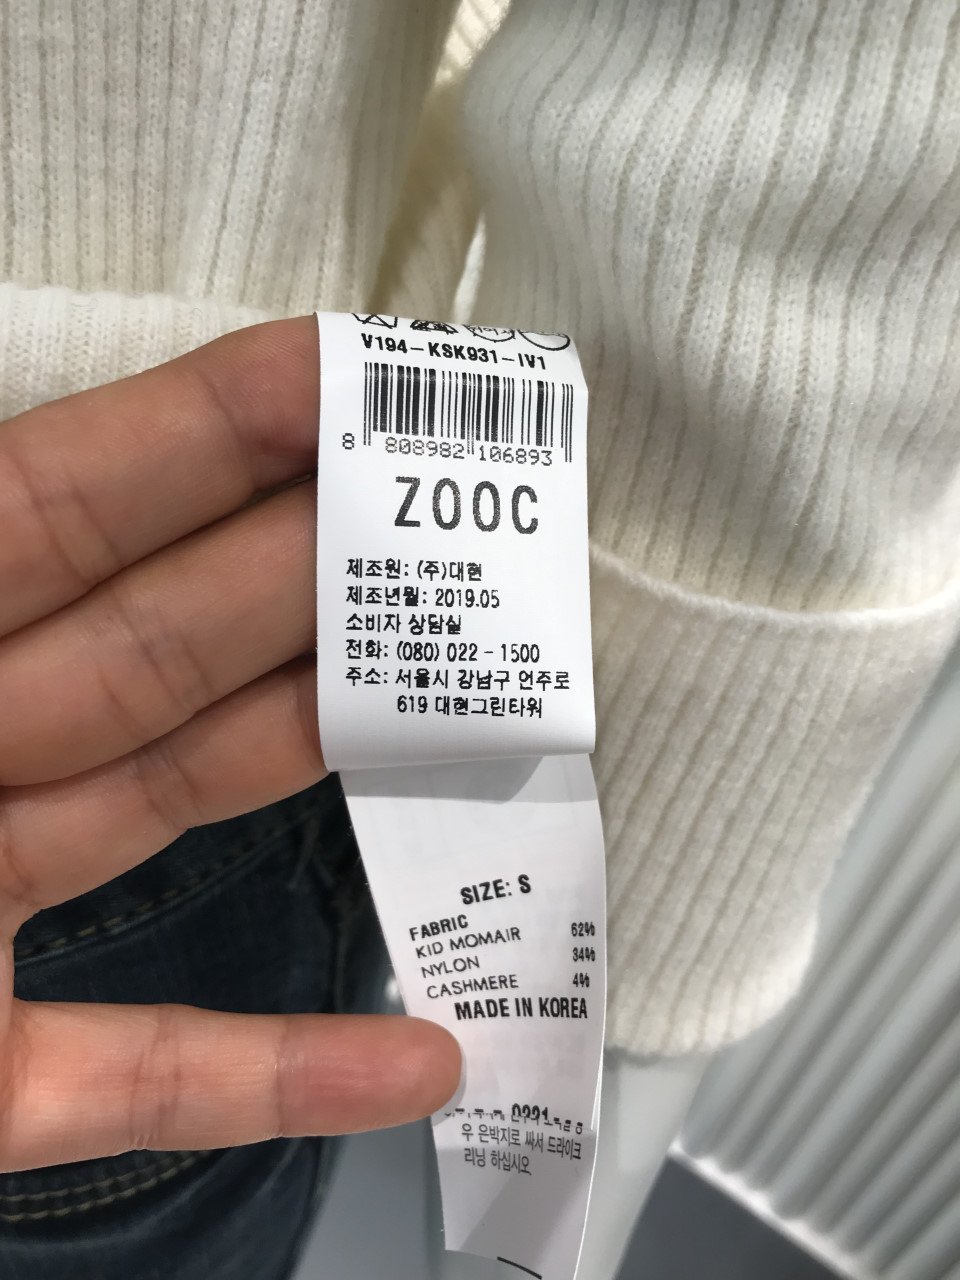 V194-KSK931-IV1
8 808982 106893
ZOOC
제조원: (주)대현
제조년월: 2019.05
소비자 상담실
전화: (080) 022-1500
주소: 서울시 강남구 언주로
619 대현그린타워
SIZE: S
FABRIC
KID MOMAIR 62%
NYLON 34%
CASHMERE 4%
MADE IN KOREA
우 은박지로 싸서 드라이크
리닝 하십시오